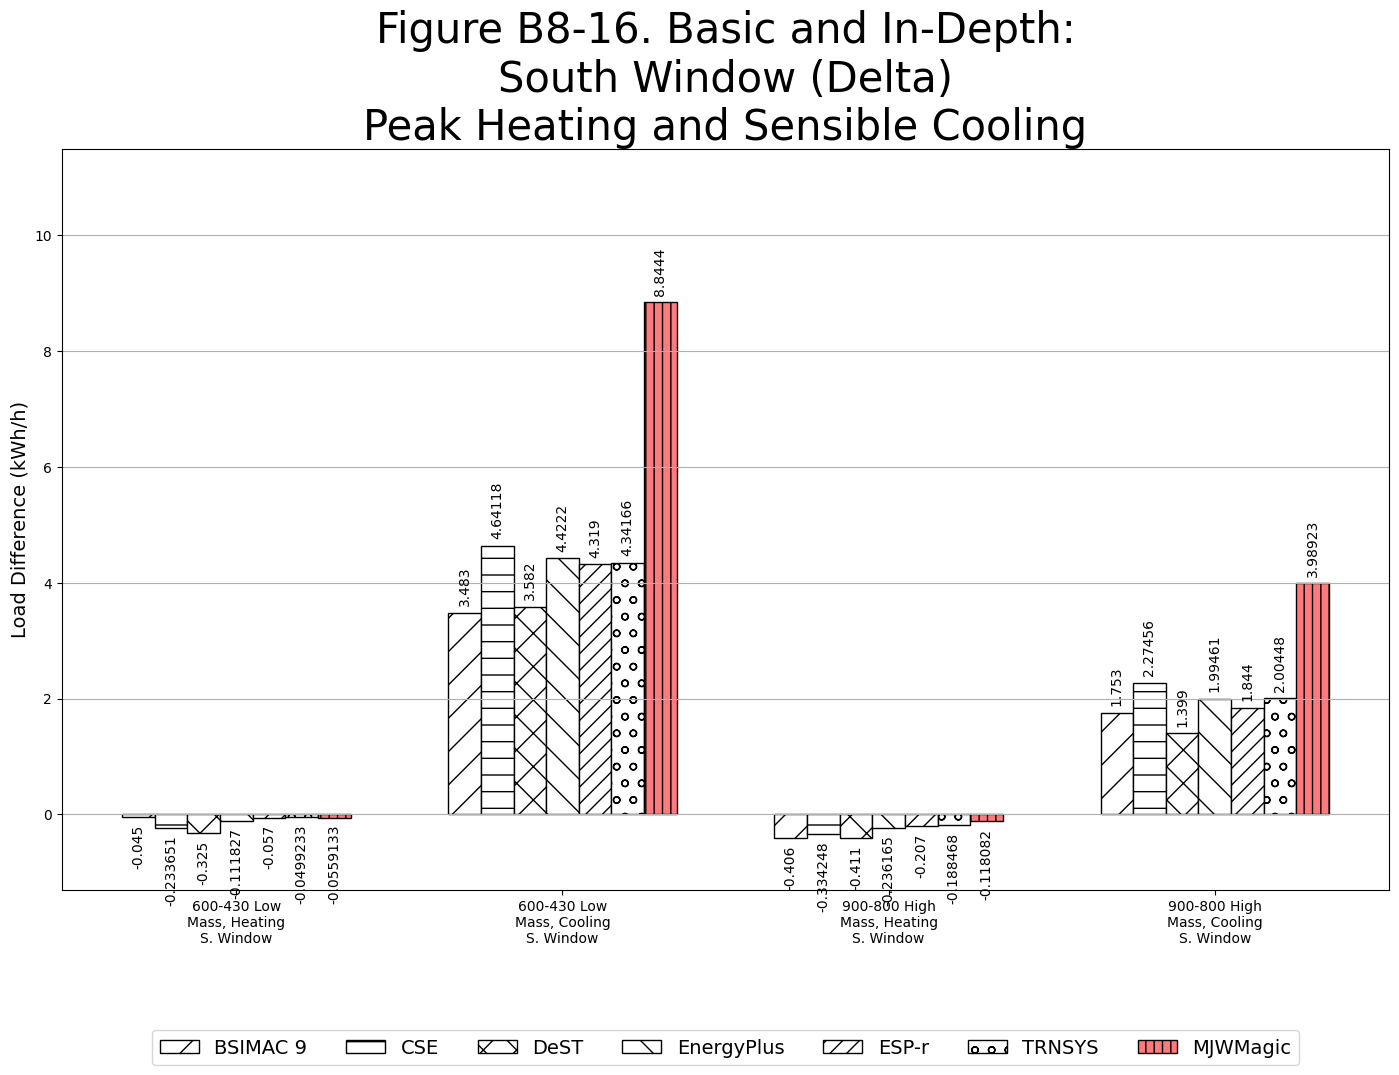 Figure B8-16. Basic and In-Depth:
South Window (Delta)
Peak Heating and Sensible Cooling
Load Difference (kWh/h)
10
8
6
4
2
0
-0.045
-0.233651
-0.325
-0.111827
-0.057
-0.0499233
-0.0559133
3.483
4.64118
3.582
4.4222
4.319
4.34166
8.8444
-0.406
-0.334248
-0.411
-0.236165
-0.207
-0.188468
-0.118082
1.753
2.27456
1.399
1.99461
1.844
2.00448
3.98923
600-430 Low
Mass, Heating
S. Window
600-430 Low
Mass, Cooling
S. Window
900-800 High
Mass, Heating
S. Window
900-800 High
Mass, Cooling
S. Window
BSIMAC 9
CSE
DeST
EnergyPlus
ESP-r
TRNSYS
MJWMagic